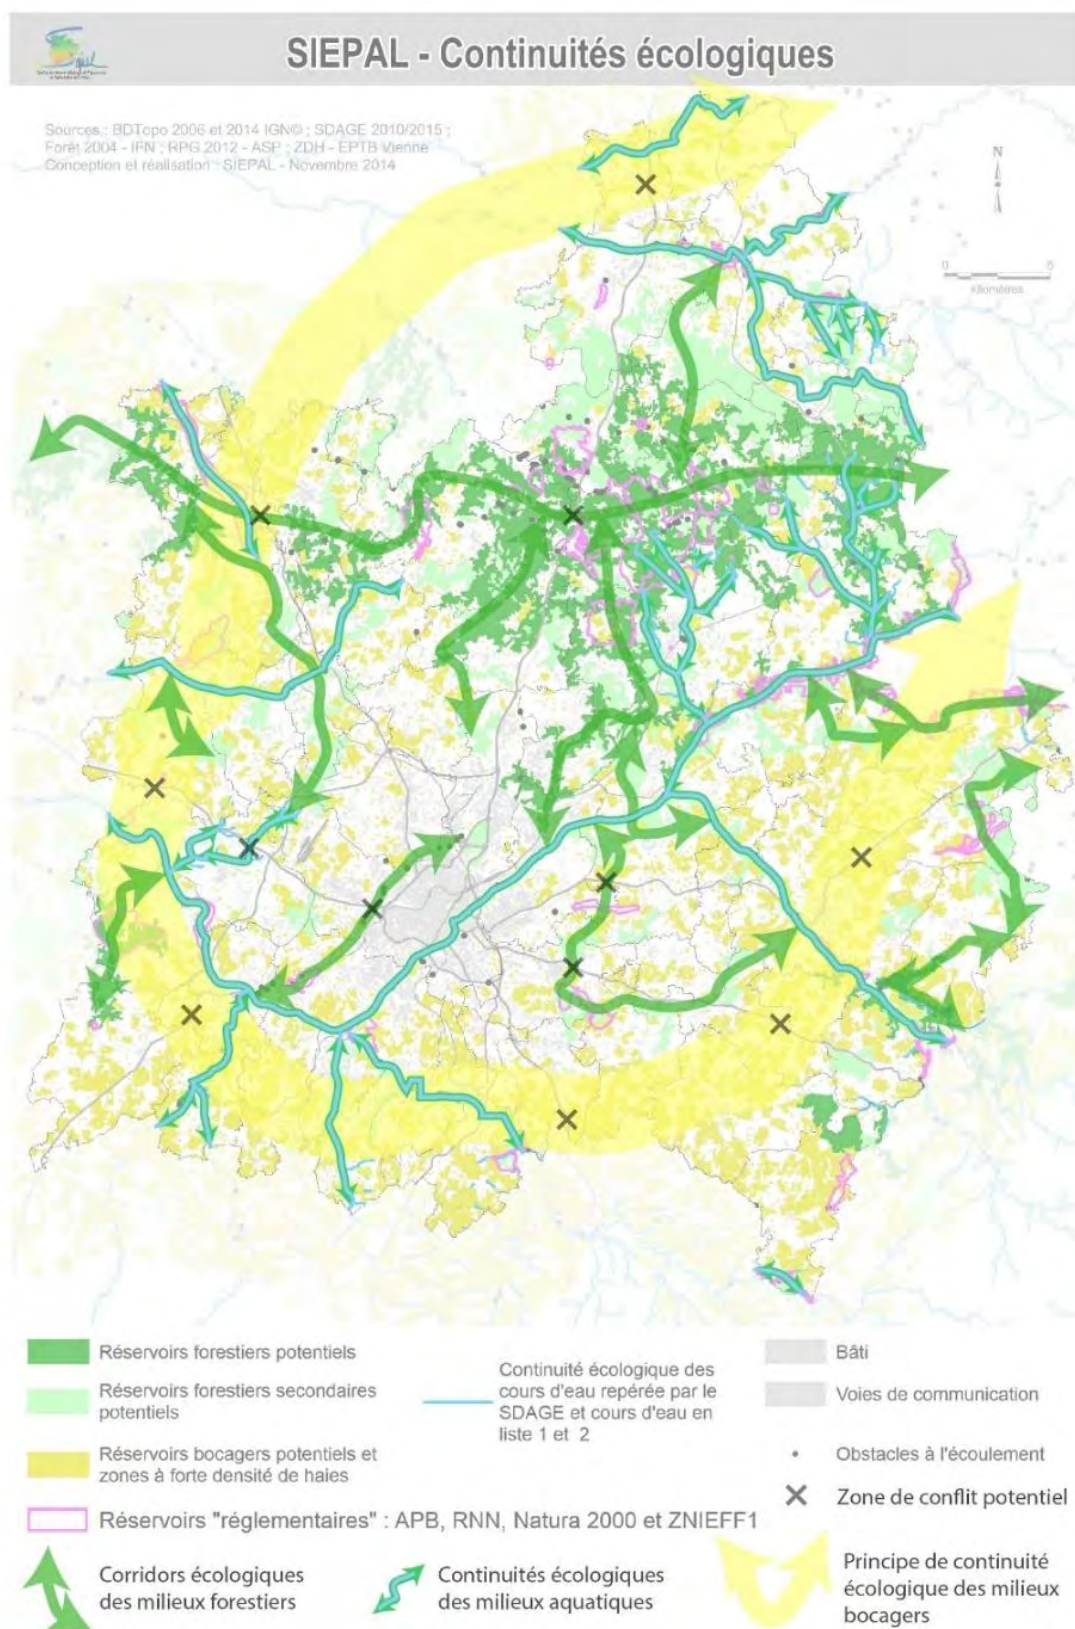 SIEPAL - Continuités écologiques
Sources : BDTopo 2006 et 2014 IGN© ; SDAGE 2010/2015 ;
Forêt 2004 - IFN ; RPG 2012 - ASP ; ZDH - EPTB Vienne
Conception et réalisation : SIEPAL - Novembre 2014
N
0
Kilomètres
Réservoirs forestiers potentiels
Réservoirs forestiers secondaires
potentiels
Réservoirs bocagers potentiels et
zones à forte densité de haies
Réservoirs "réglementaires" : APB, RNN, Natura 2000 et ZNIEFF1
Continuité écologique des
cours d'eau repérée par le
SDAGE et cours d'eau en
liste 1 et 2
Bâti
Voies de communication
Obstacles à l'écoulement
Zone de conflit potentiel
Corridors écologiques
des milieux forestiers
Continuités écologiques
des milieux aquatiques
Principe de continuité
écologique des milieux
bocagers